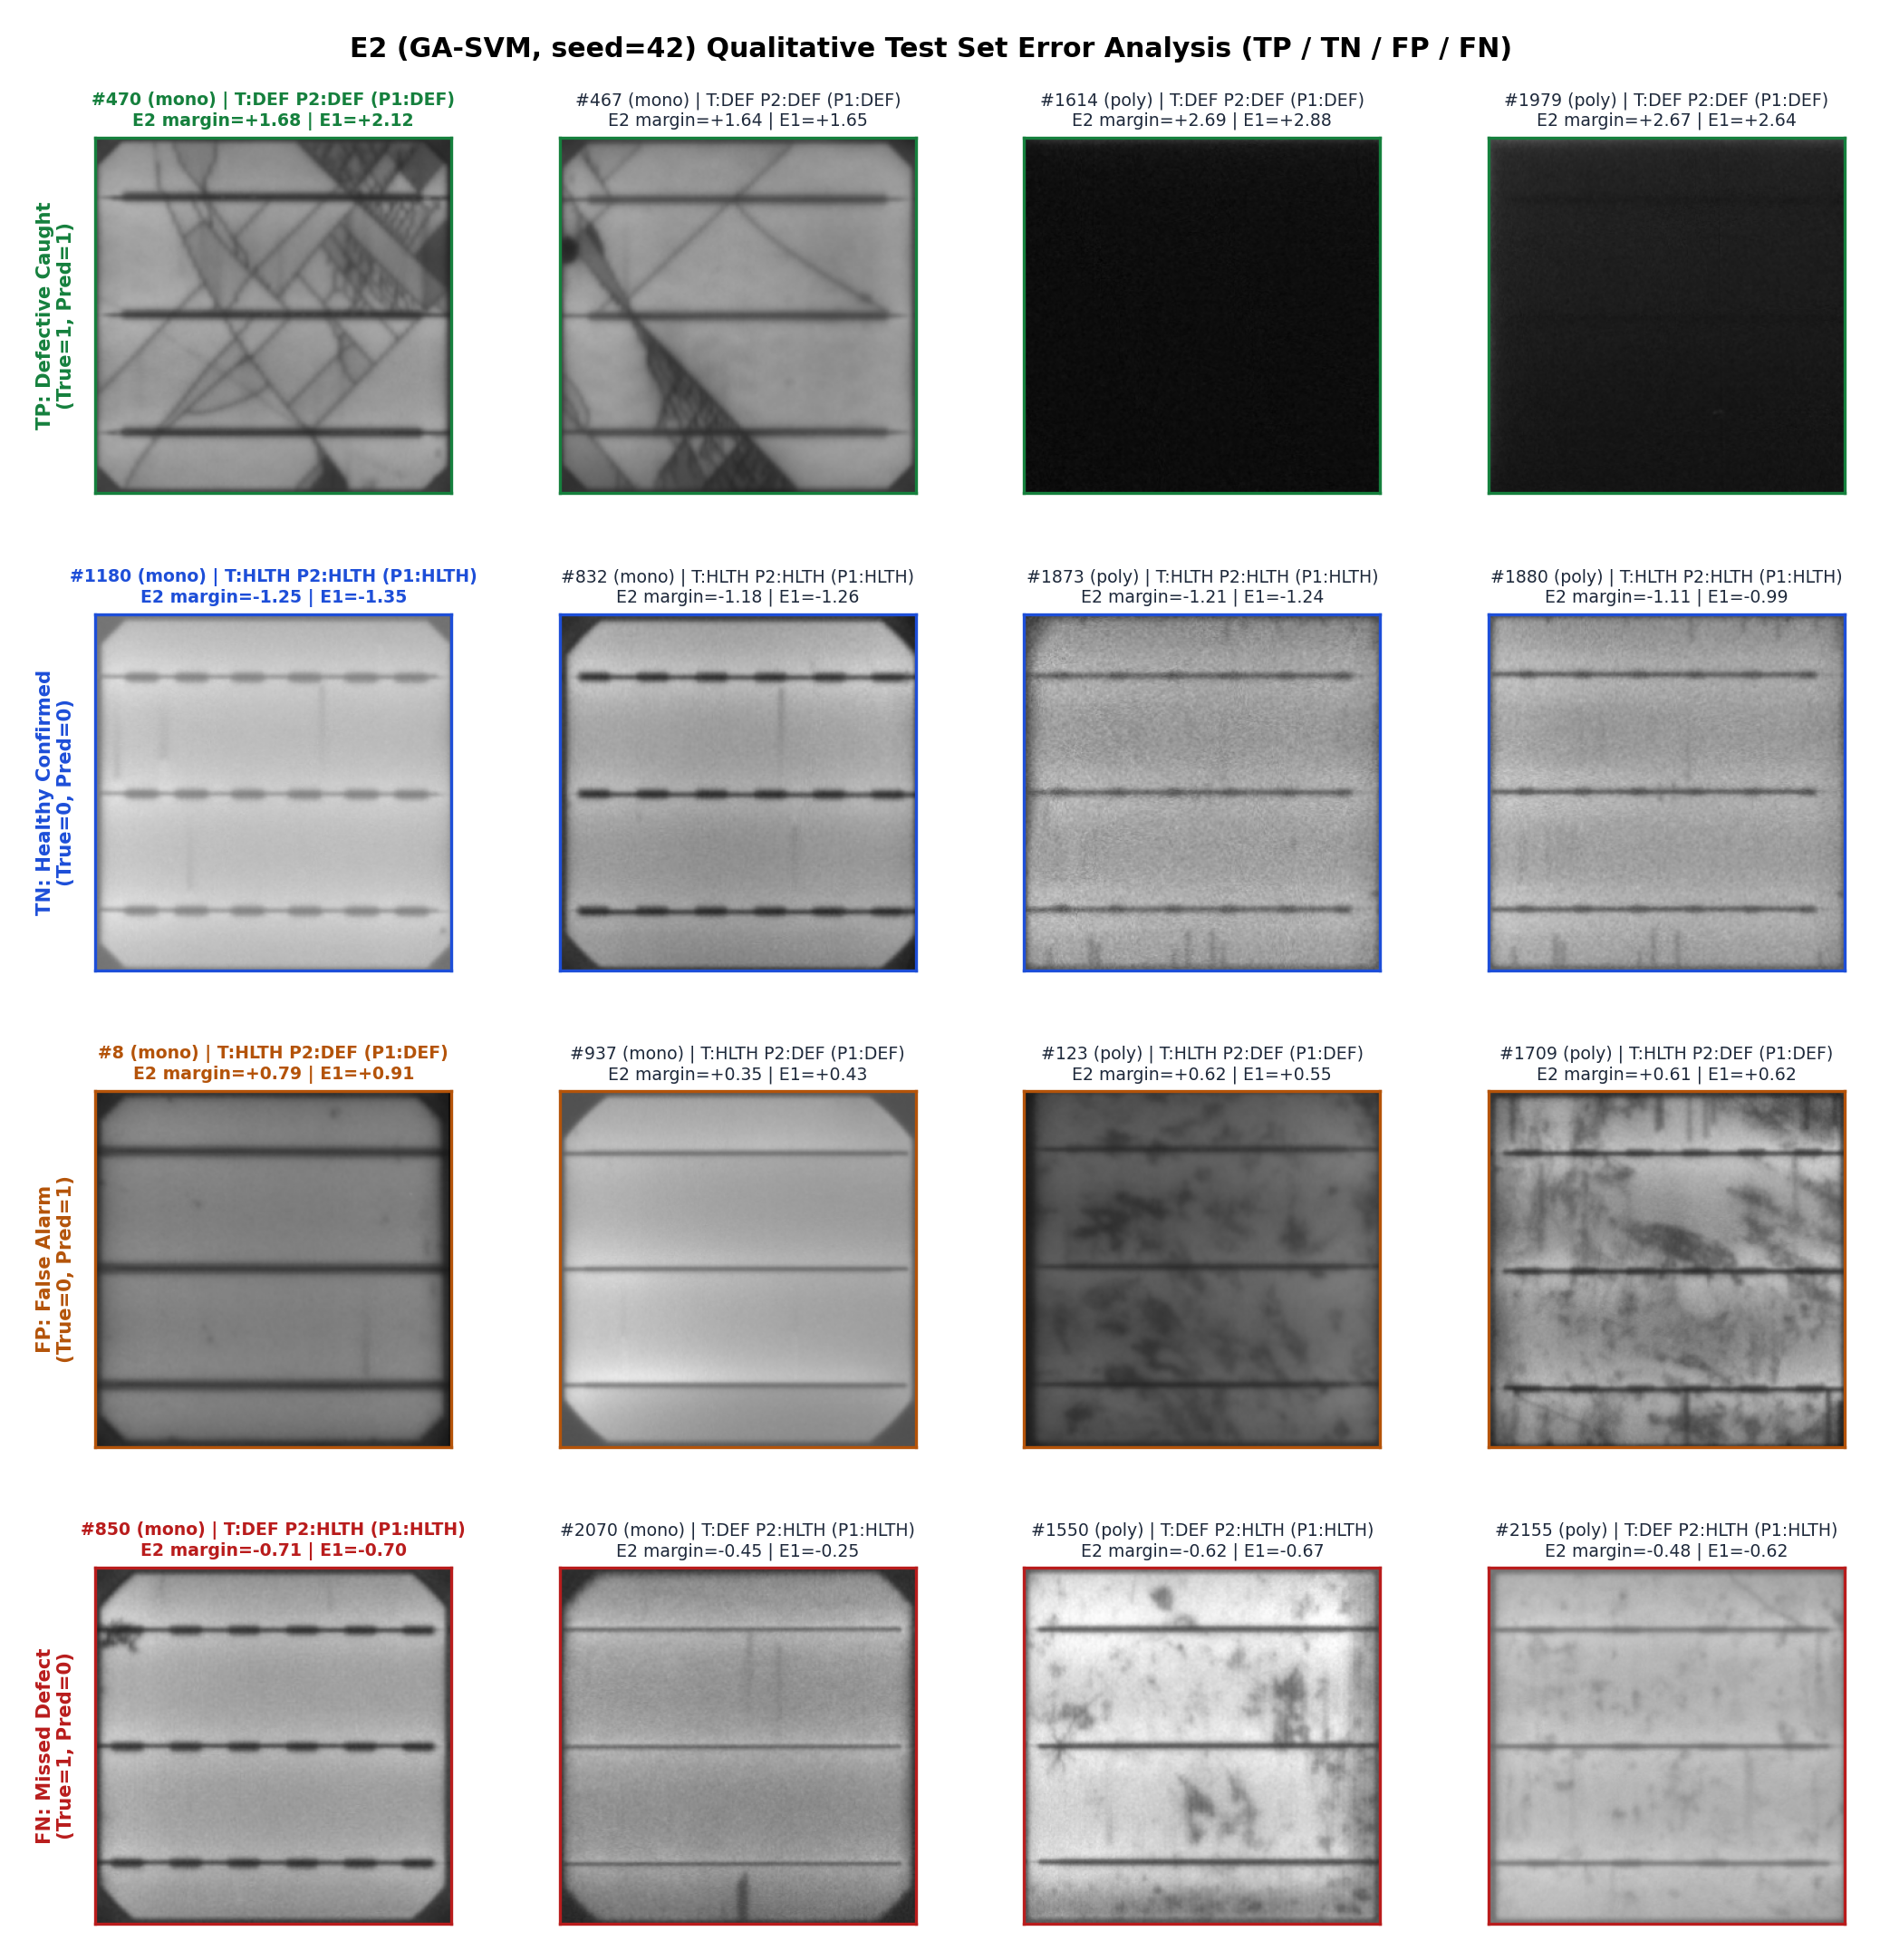 E2 (GA-SVM, seed=42) Qualitative Test Set Error Analysis (TP / TN / FP / FN)
TP: Defective Caught
(True=1, Pred=1)
#470 (mono) | T:DEF P2:DEF (P1:DEF)
E2 margin=+1.68 | E1=+2.12
#467 (mono) | T:DEF P2:DEF (P1:DEF)
E2 margin=+1.64 | E1=+1.65
#1614 (poly) | T:DEF P2:DEF (P1:DEF)
E2 margin=+2.69 | E1=+2.88
#1979 (poly) | T:DEF P2:DEF (P1:DEF)
E2 margin=+2.67 | E1=+2.64
TN: Healthy Confirmed
(True=0, Pred=0)
#1180 (mono) | T:HLTH P2:HLTH (P1:HLTH)
E2 margin=-1.25 | E1=-1.35
#832 (mono) | T:HLTH P2:HLTH (P1:HLTH)
E2 margin=-1.18 | E1=-1.26
#1873 (poly) | T:HLTH P2:HLTH (P1:HLTH)
E2 margin=-1.21 | E1=-1.24
#1880 (poly) | T:HLTH P2:HLTH (P1:HLTH)
E2 margin=-1.11 | E1=-0.99
FP: False Alarm
(True=0, Pred=1)
#8 (mono) | T:HLTH P2:DEF (P1:DEF)
E2 margin=+0.79 | E1=+0.91
#937 (mono) | T:HLTH P2:DEF (P1:DEF)
E2 margin=+0.35 | E1=+0.43
#123 (poly) | T:HLTH P2:DEF (P1:DEF)
E2 margin=+0.62 | E1=+0.55
#1709 (poly) | T:HLTH P2:DEF (P1:DEF)
E2 margin=+0.61 | E1=+0.62
FN: Missed Defect
(True=1, Pred=0)
#850 (mono) | T:DEF P2:HLTH (P1:HLTH)
E2 margin=-0.71 | E1=-0.70
#2070 (mono) | T:DEF P2:HLTH (P1:HLTH)
E2 margin=-0.45 | E1=-0.25
#1550 (poly) | T:DEF P2:HLTH (P1:HLTH)
E2 margin=-0.62 | E1=-0.67
#2155 (poly) | T:DEF P2:HLTH (P1:HLTH)
E2 margin=-0.48 | E1=-0.62